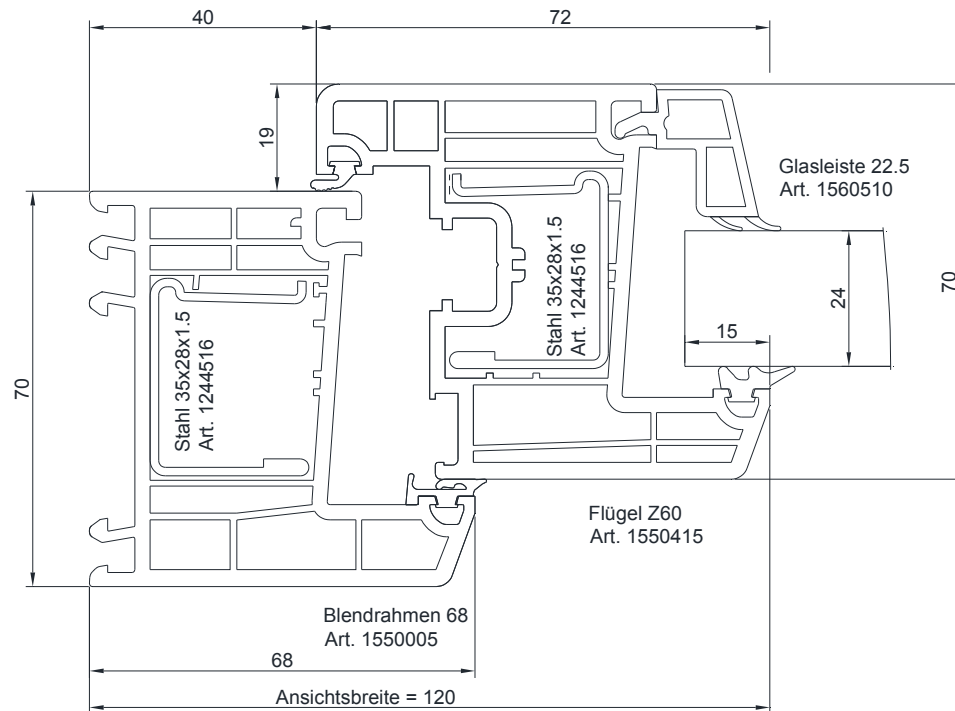 40
72
19
Glasleiste 22.5
Art. 1560510
70
24
15
70
Stahl 35x28x1.5
Art. 1244516
Stahl 35x28x1.5
Art. 1244516
Flügel Z60
Art. 1550415
Blendrahmen 68
Art. 1550005
68
Ansichtsbreite = 120